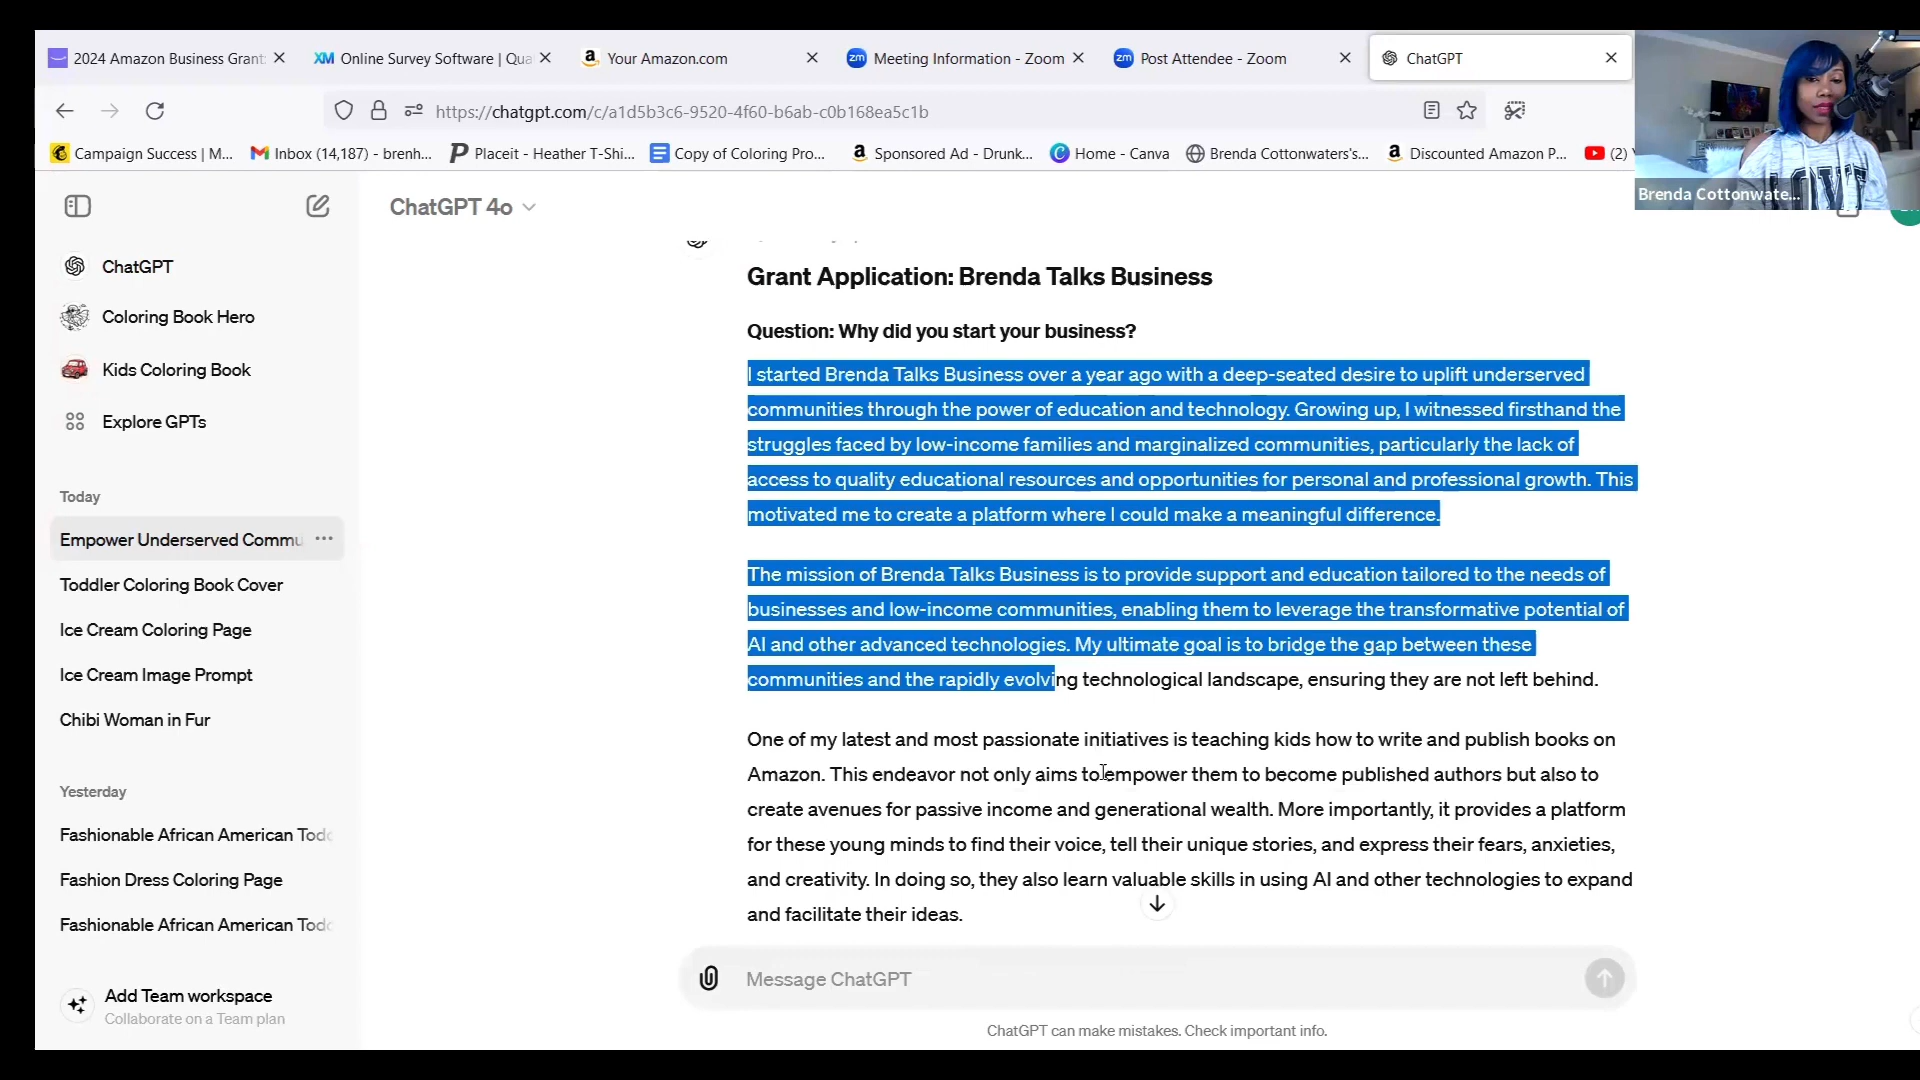 2024 Amazon Business Grant:
XM Online Survey Software | Qua
Your Amazon.com
zm Meeting Information - Zoom
zm Post Attendee - Zoom
ChatGPT
https://chatgpt.com/c/a1d5b3c6-9520-4f60-b6ab-c0b168ea5c1b
Campaign Success | M...
Inbox (14,187) - brenh...
Placeit - Heather T-Shi...
Copy of Coloring Pro...
Sponsored Ad - Drunk...
Home - Canva
Brenda Cottonwaters's...
Discounted Amazon P...
(2)
LOVE
Brenda Cottonwate...
ChatGPT 4o
ChatGPT
Coloring Book Hero
Kids Coloring Book
Explore GPTs
Today
Empower Underserved Commu
Toddler Coloring Book Cover
Ice Cream Coloring Page
Ice Cream Image Prompt
Chibi Woman in Fur
Yesterday
Fashionable African American Todd
Fashion Dress Coloring Page
Fashionable African American Todd
Add Team workspace
Collaborate on a Team plan
Grant Application: Brenda Talks Business
Question: Why did you start your business?
I started Brenda Talks Business over a year ago with a deep-seated desire to uplift underserved
communities through the power of education and technology. Growing up, I witnessed firsthand the
struggles faced by low-income families and marginalized communities, particularly the lack of
access to quality educational resources and opportunities for personal and professional growth. This
motivated me to create a platform where I could make a meaningful difference.
The mission of Brenda Talks Business is to provide support and education tailored to the needs of
businesses and low-income communities, enabling them to leverage the transformative potential of
AI and other advanced technologies. My ultimate goal is to bridge the gap between these
communities and the rapidly evolving technological landscape, ensuring they are not left behind.
One of my latest and most passionate initiatives is teaching kids how to write and publish books on
Amazon. This endeavor not only aims to empower them to become published authors but also to
create avenues for passive income and generational wealth. More importantly, it provides a platform
for these young minds to find their voice, tell their unique stories, and express their fears, anxieties,
and creativity. In doing so, they also learn valuable skills in using AI and other technologies to expand
and facilitate their ideas.
Message ChatGPT
ChatGPT can make mistakes. Check important info.